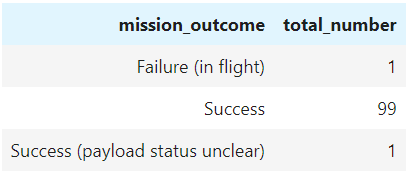 mission_outcome total_number
Failure (in flight) 1
Success 99
Success (payload status unclear) 1